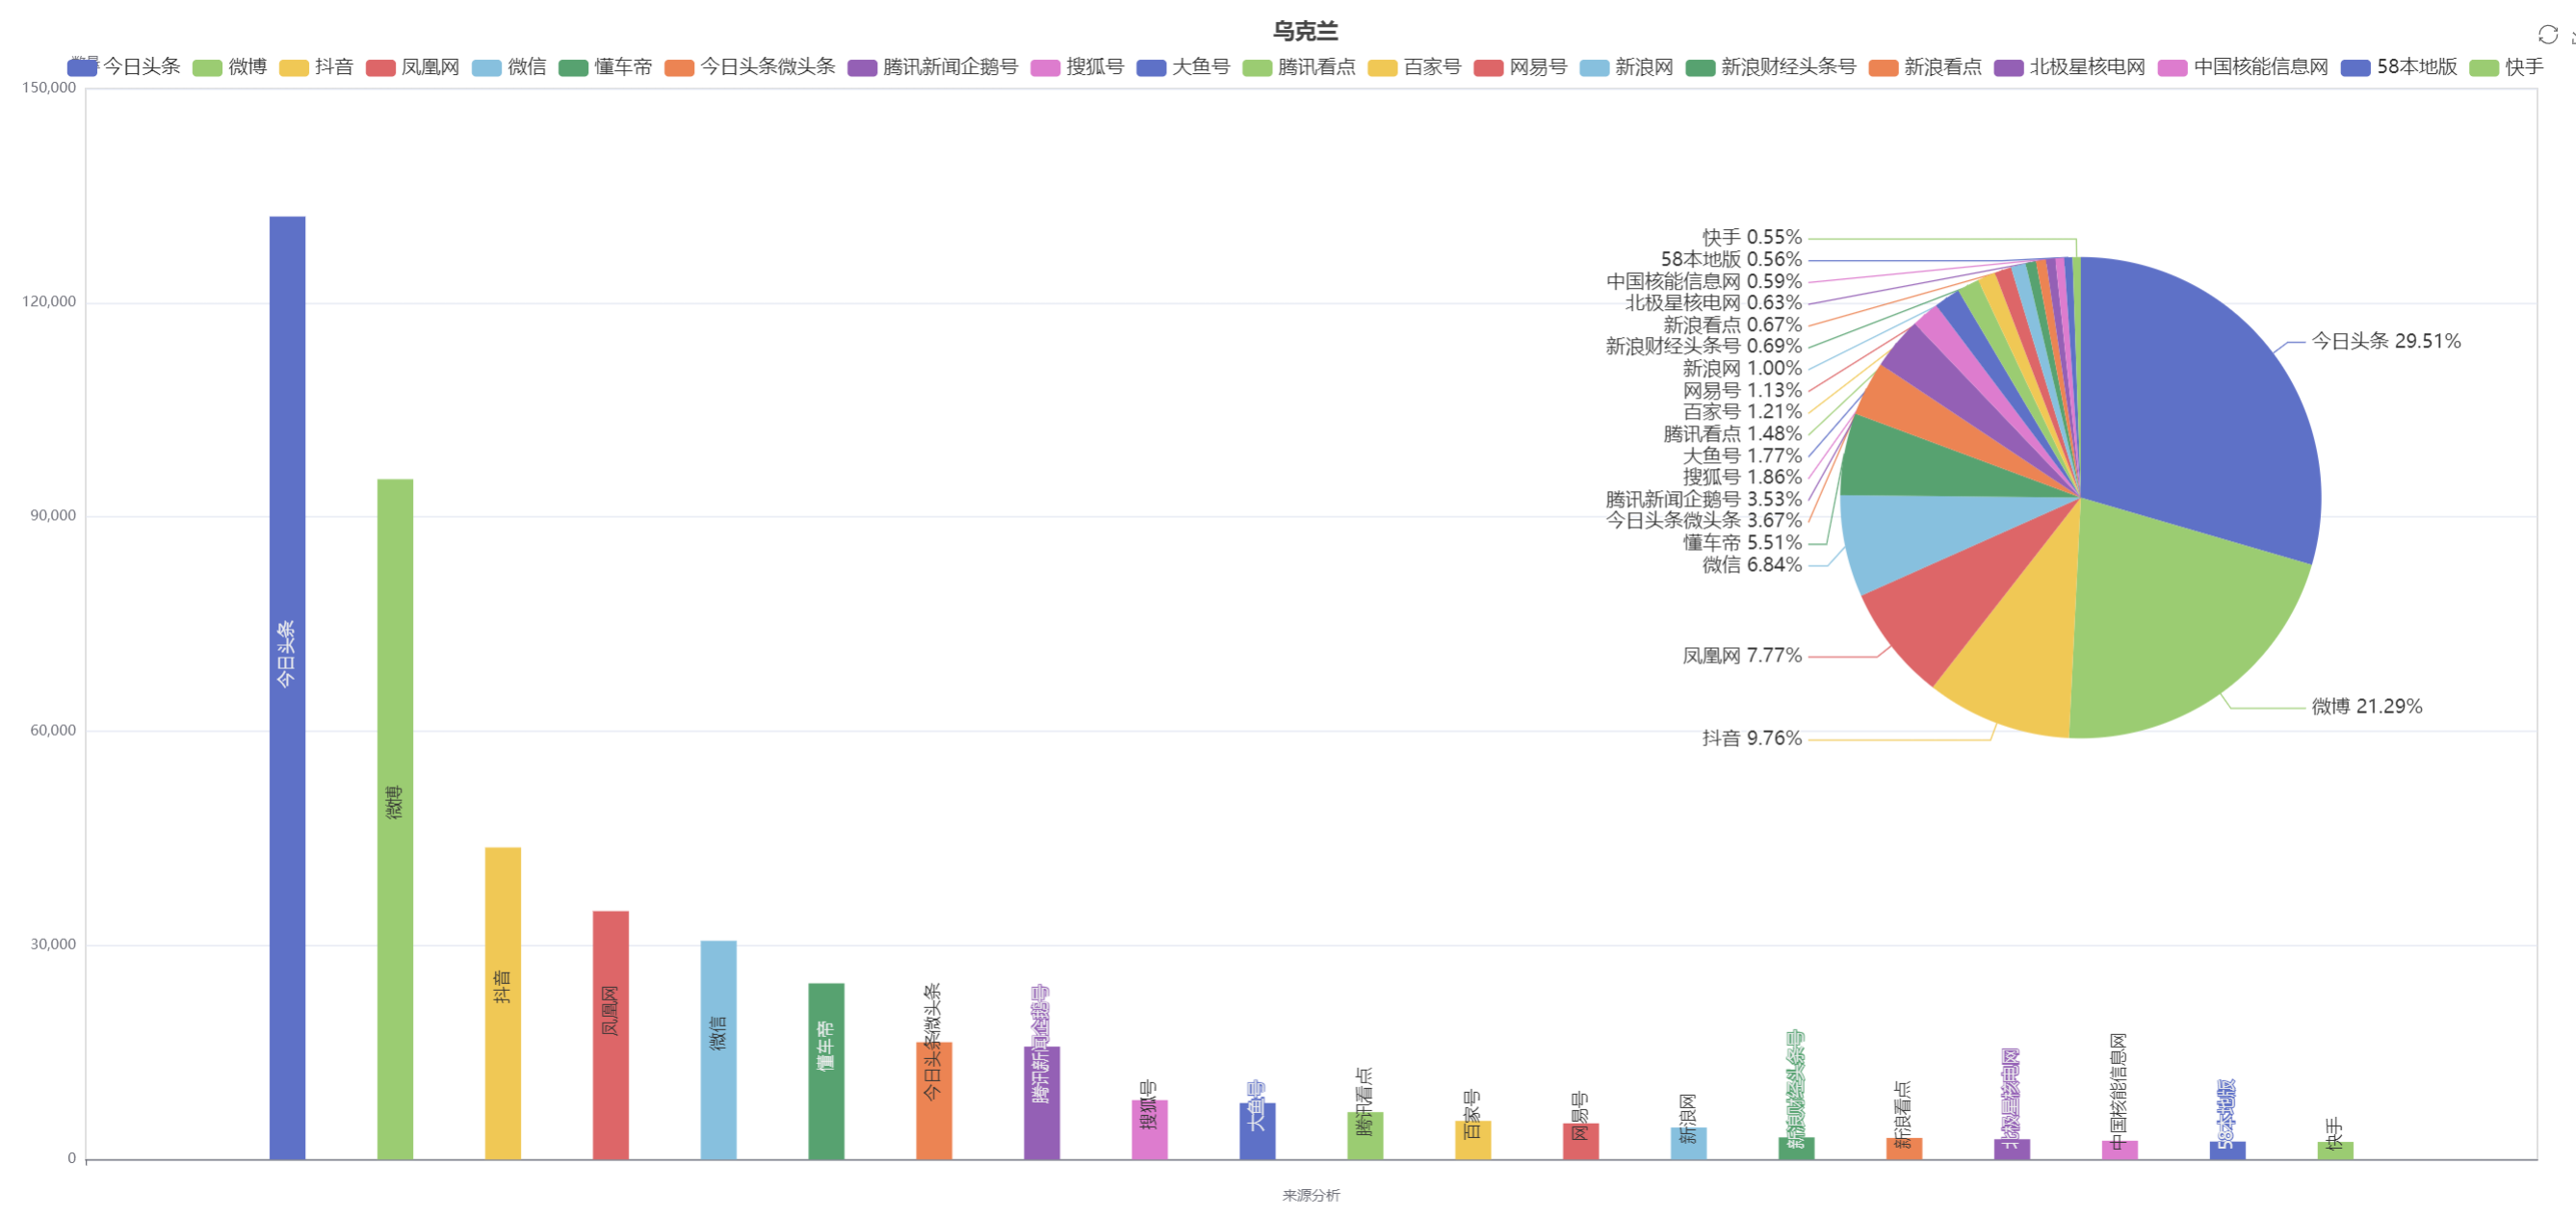 乌克兰
今日头条 微博 抖音 凤凰网 微信 懂车帝 今日头条微头条 腾讯新闻企鹅号 搜狐号 大鱼号 腾讯看点 百家号 网易号 新浪网 新浪财经头条号 新浪看点 北极星核电网 中国核能信息网 58本地版 快手
150,000
120,000
90,000
60,000
30,000
0
快手 0.55%
58本地版 0.56%
中国核能信息网 0.59%
北极星核电网 0.63%
新浪看点 0.67%
新浪财经头条号 0.69%
新浪网 1.00%
网易号 1.13%
百家号 1.21%
腾讯看点 1.48%
大鱼号 1.77%
搜狐号 1.86%
腾讯新闻企鹅号 3.53%
今日头条微头条 3.67%
懂车帝 5.51%
微信 6.84%
凤凰网 7.77%
抖音 9.76%
今日头条 29.51%
微博 21.29%
今日头条
微博
抖音
凤凰网
微信
懂车帝
今日头条微头条
腾讯新闻企鹅号
搜狐号
大鱼号
腾讯看点
百家号
网易号
新浪网
新浪财经头条号
新浪看点
北极星核电网
中国核能信息网
58本地版
快手
来源分析